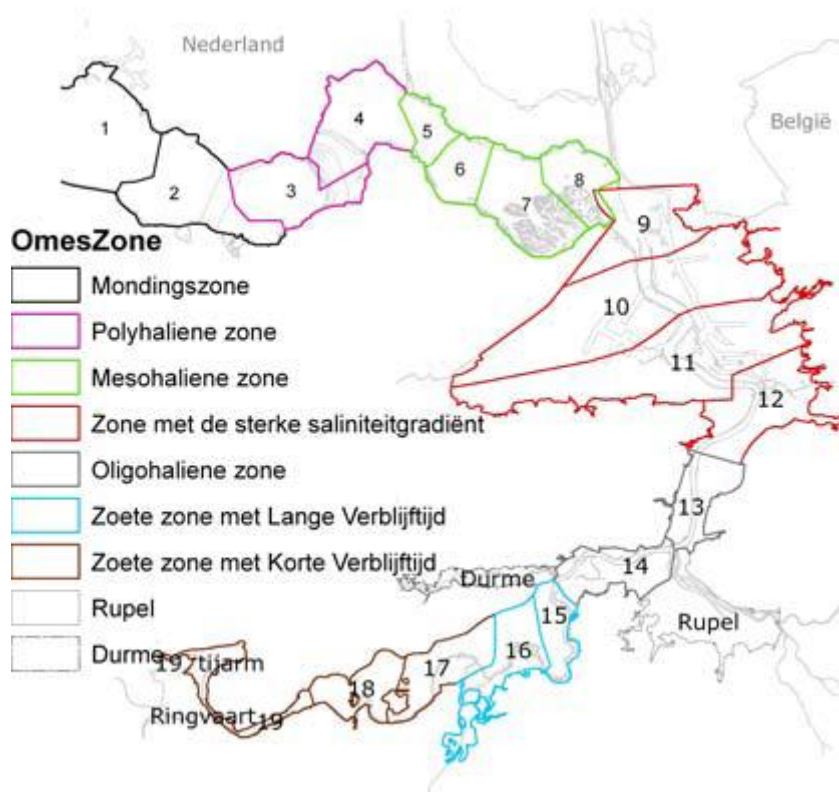 Nederland
België
1
2
3
4
5
6
7
8
9
10
11
12
13
14
15
16
17
18
19, tijarm
Ringvaart 19
Durme
Rupel
OmesZone
Mondingszone
Polyhaliene zone
Mesohaliene zone
Zone met de sterke saliniteitgradiënt
Oligohaliene zone
Zoete zone met Lange Verblijftijd
Zoete zone met Korte Verblijftijd
Rupel
Durme